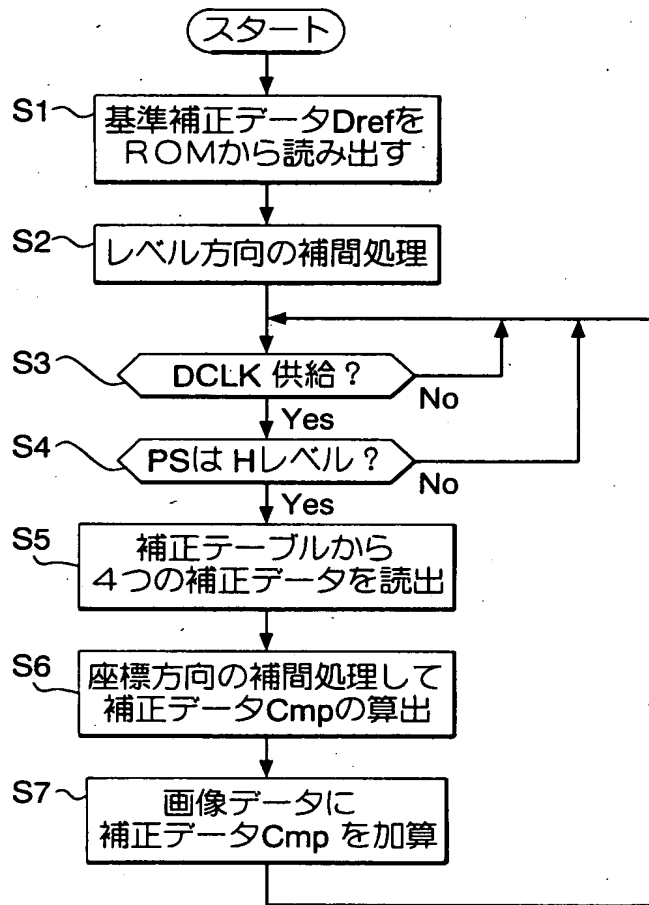 スタート
S1
基準補正データDrefを
ROMから読み出す
S2
レベル方向の補間処理
S3
DCLK 供給？
No
Yes
S4
PSは Hレベル？
No
Yes
S5
補正テーブルから
４つの補正データを読出
S6
座標方向の補間処理して
補正データCmpの算出
S7
画像データに
補正データCmp を加算